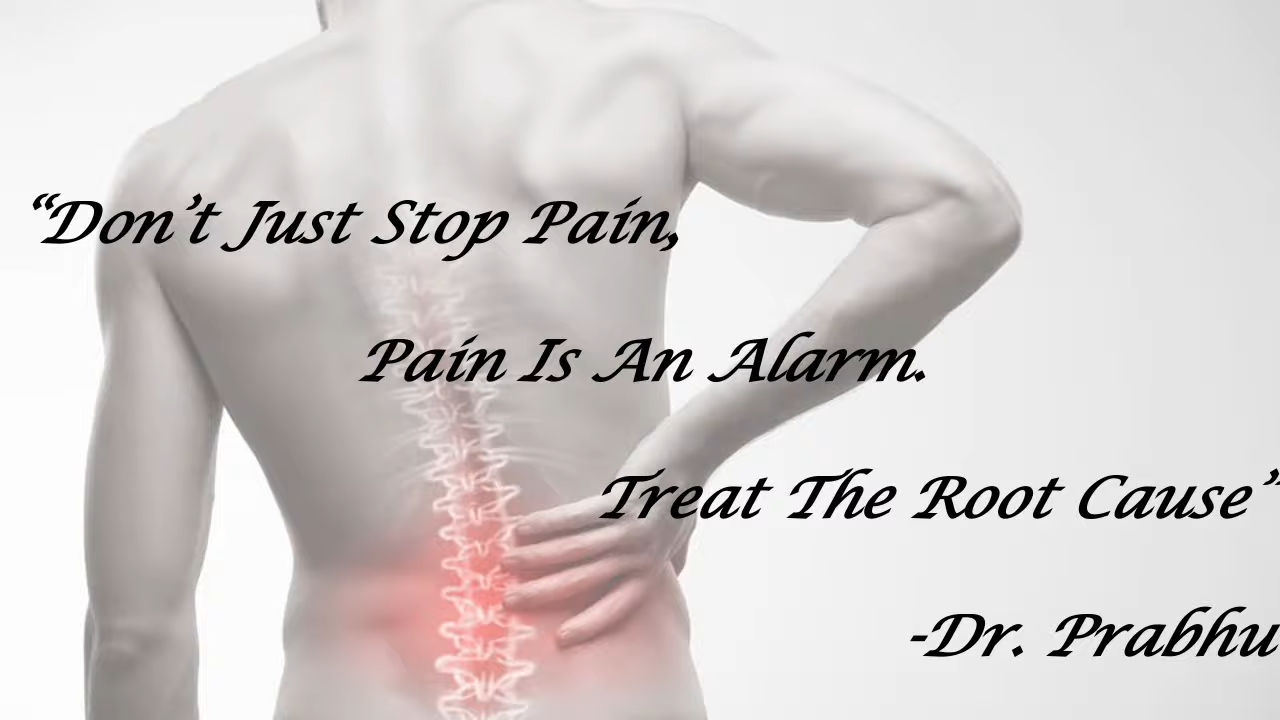 “Don’t Just Stop Pain,
Pain Is An Alarm.
Treat The Root Cause”
-Dr. Prabhu